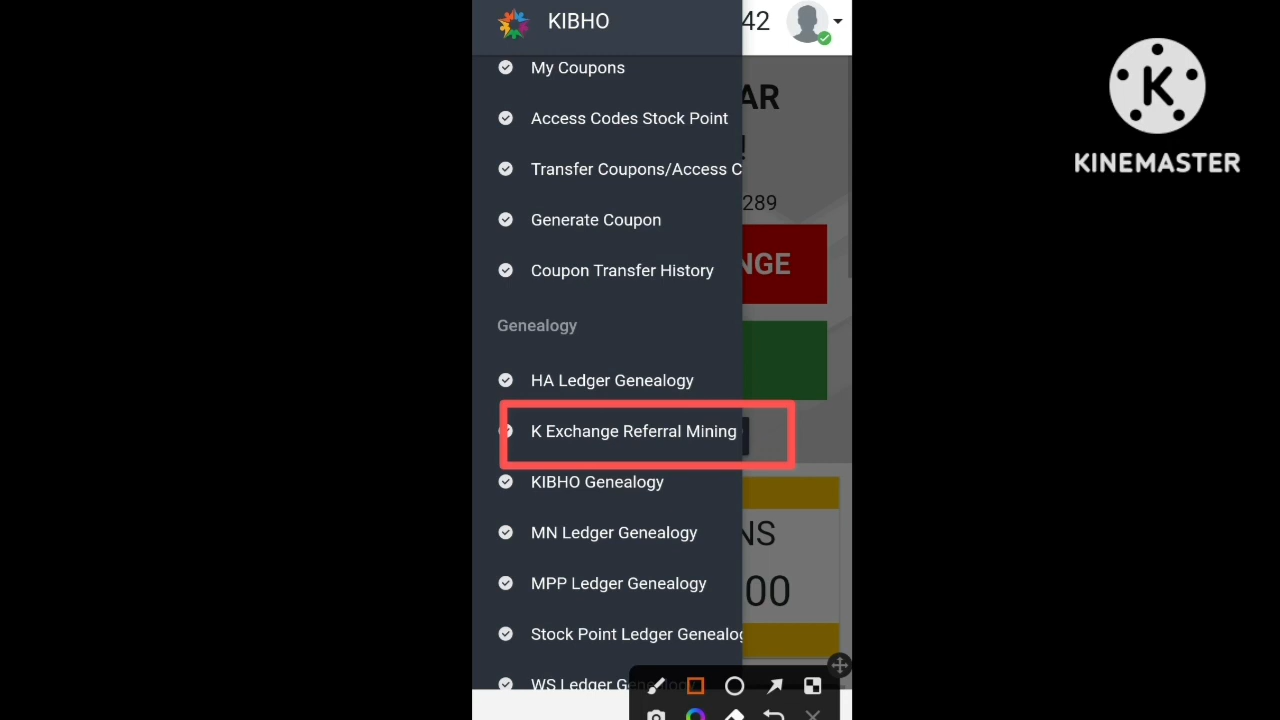 KIBHO
42
My Coupons
AR
Access Codes Stock Point
!
Transfer Coupons/Access C
289
Generate Coupon
NGE
Coupon Transfer History
Genealogy
HA Ledger Genealogy
K Exchange Referral Mining
KIBHO Genealogy
MN Ledger Genealogy
NS
MPP Ledger Genealogy
00
Stock Point Ledger Genealog
WS Ledger Genealogy
K
KINEMASTER